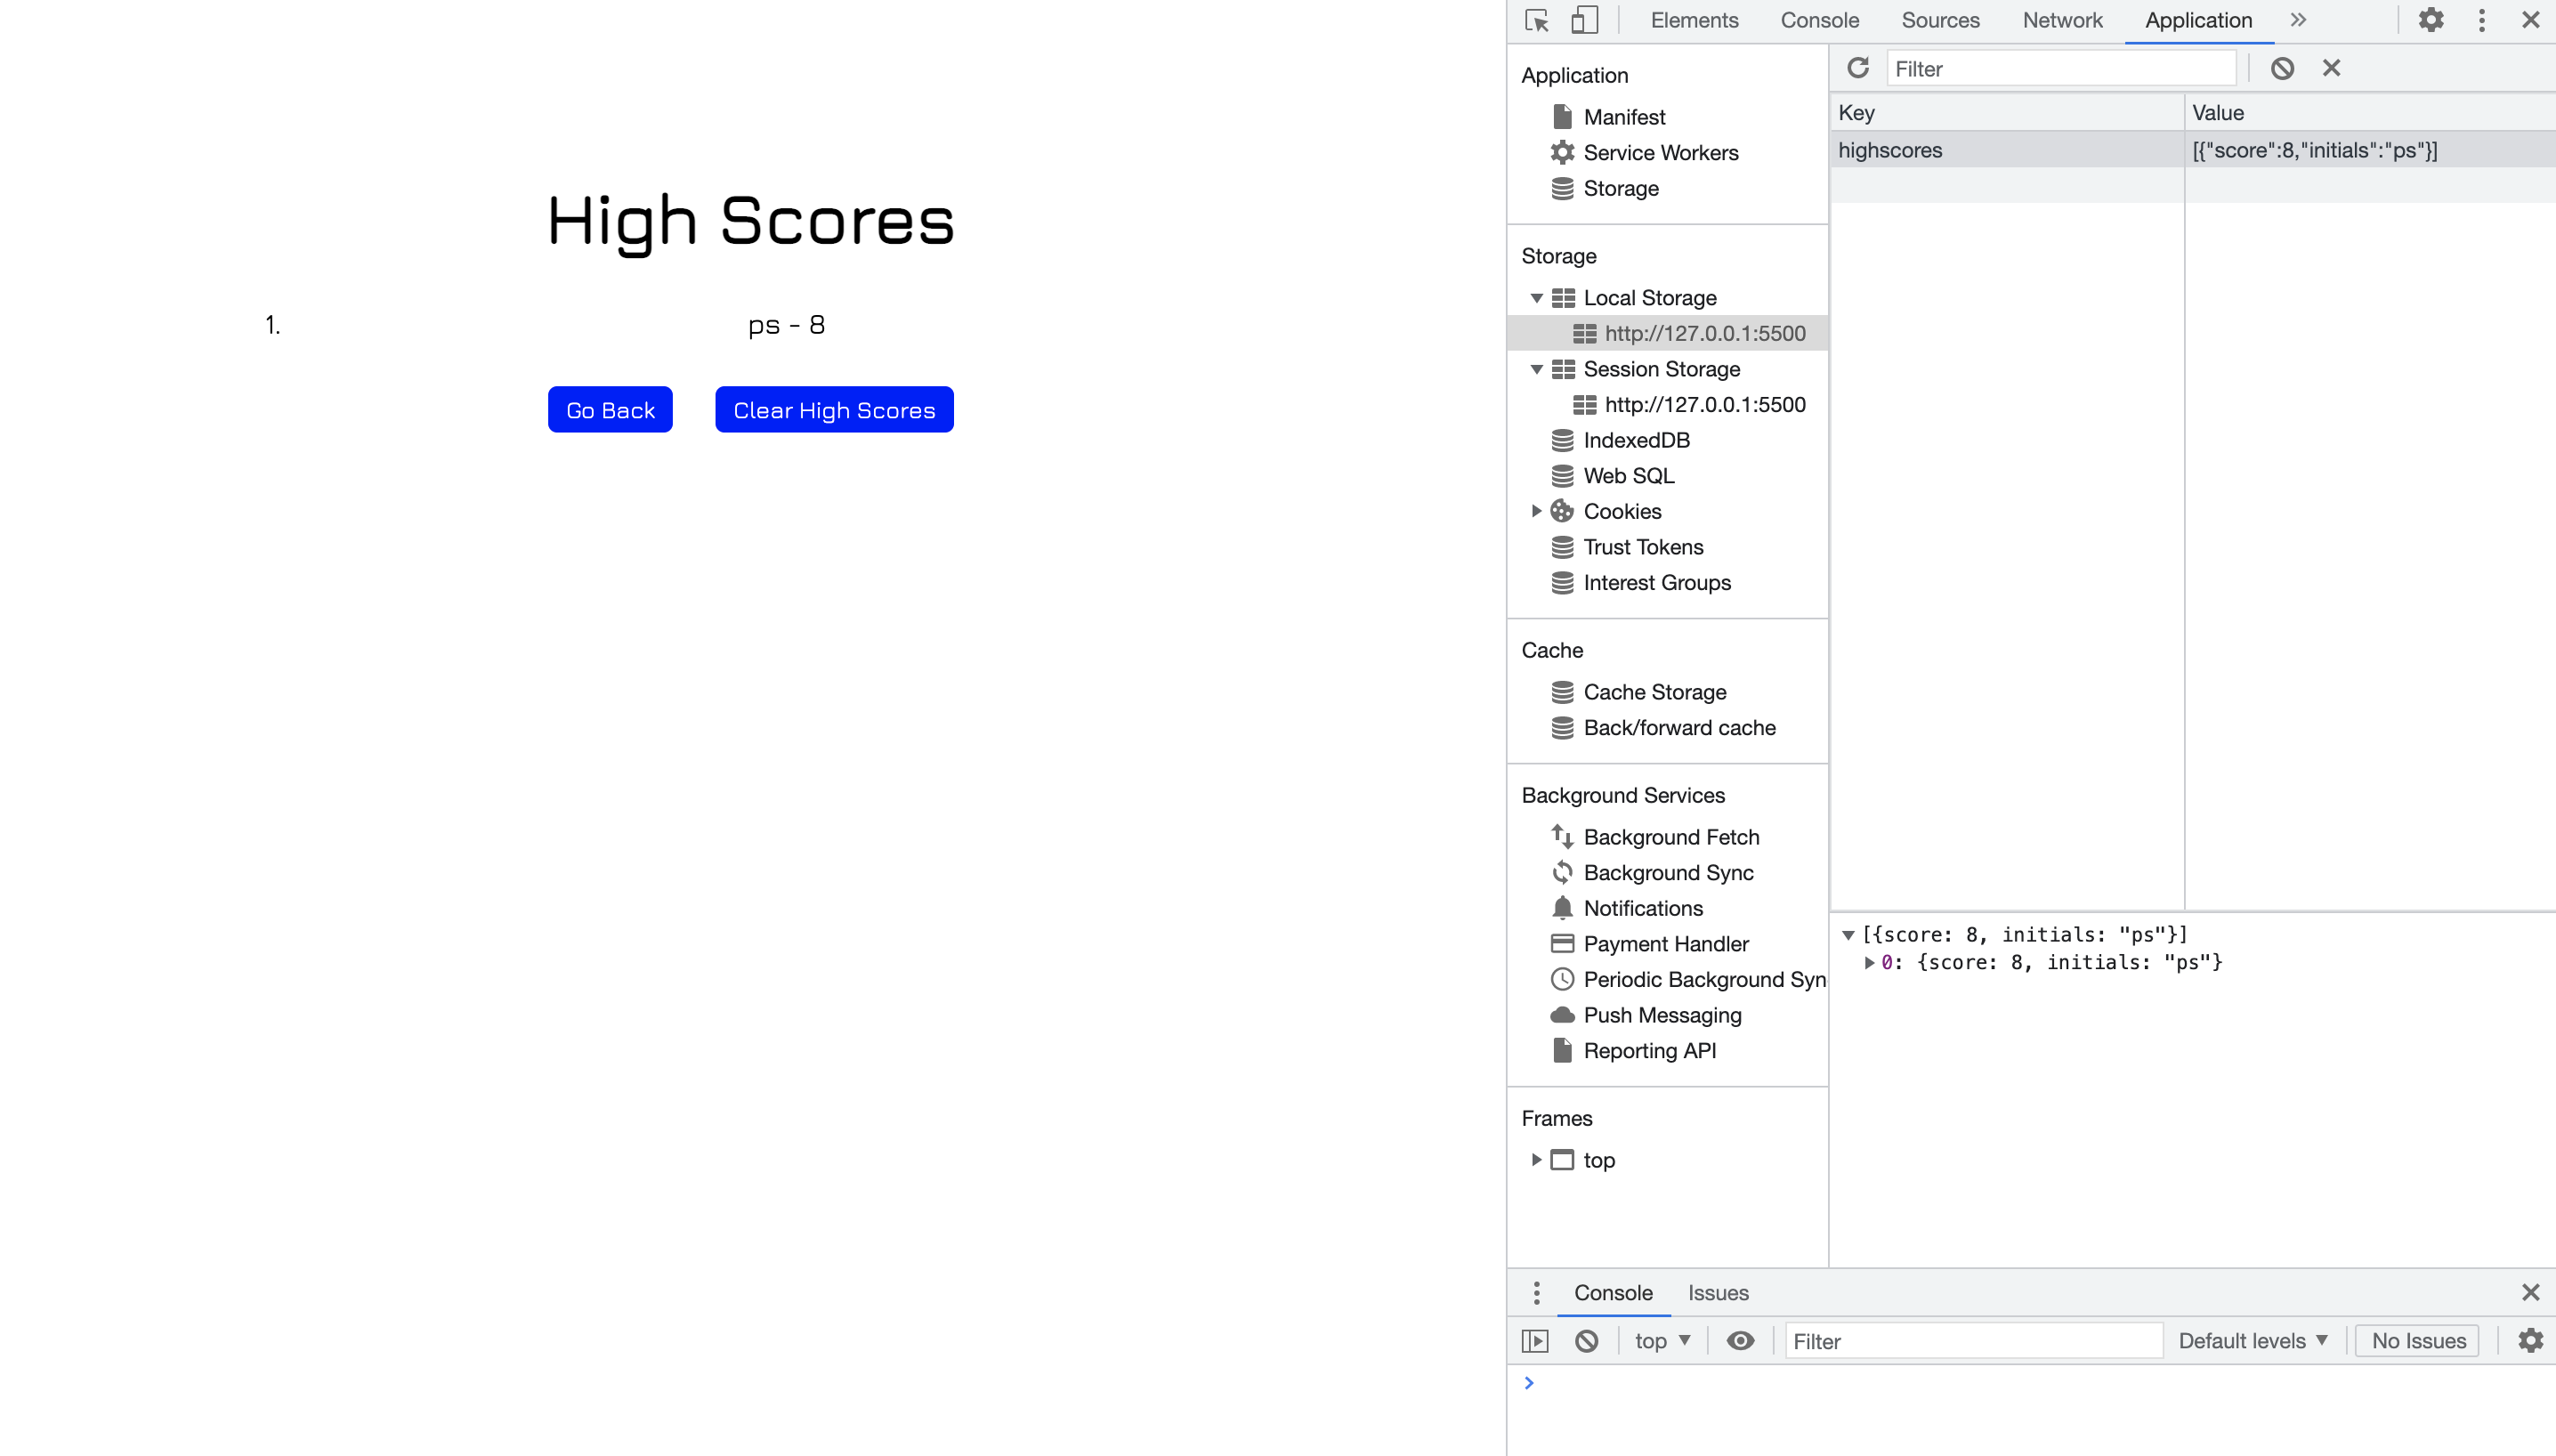 High Scores
1. ps - 8
Go Back Clear High Scores
Elements Console Sources Network Application
Application
Manifest
Service Workers
Storage
Storage
Local Storage
http://127.0.0.1:5500
Session Storage
http://127.0.0.1:5500
IndexedDB
Web SQL
Cookies
Trust Tokens
Interest Groups
Cache
Cache Storage
Back/forward cache
Background Services
Background Fetch
Background Sync
Notifications
Payment Handler
Periodic Background Syn
Push Messaging
Reporting API
Frames
top
Filter
Key Value
highscores [{"score":8,"initials":"ps"}]
[{score: 8, initials: "ps"}]
0: {score: 8, initials: "ps"}
Console Issues
top Filter Default levels No Issues